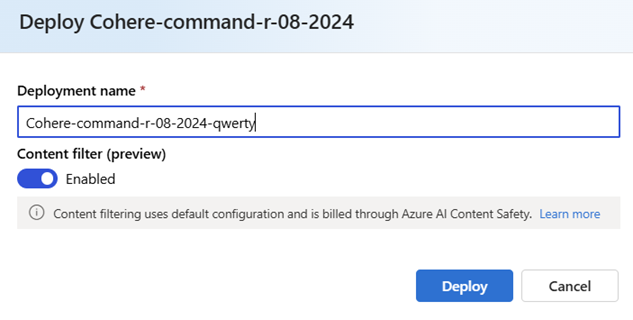 Deploy Cohere-command-r-08-2024
Deployment name *
Cohere-command-r-08-2024-qwerty
Content filter (preview)
Enabled
Content filtering uses default configuration and is billed through Azure AI Content Safety. Learn more
Deploy Cancel